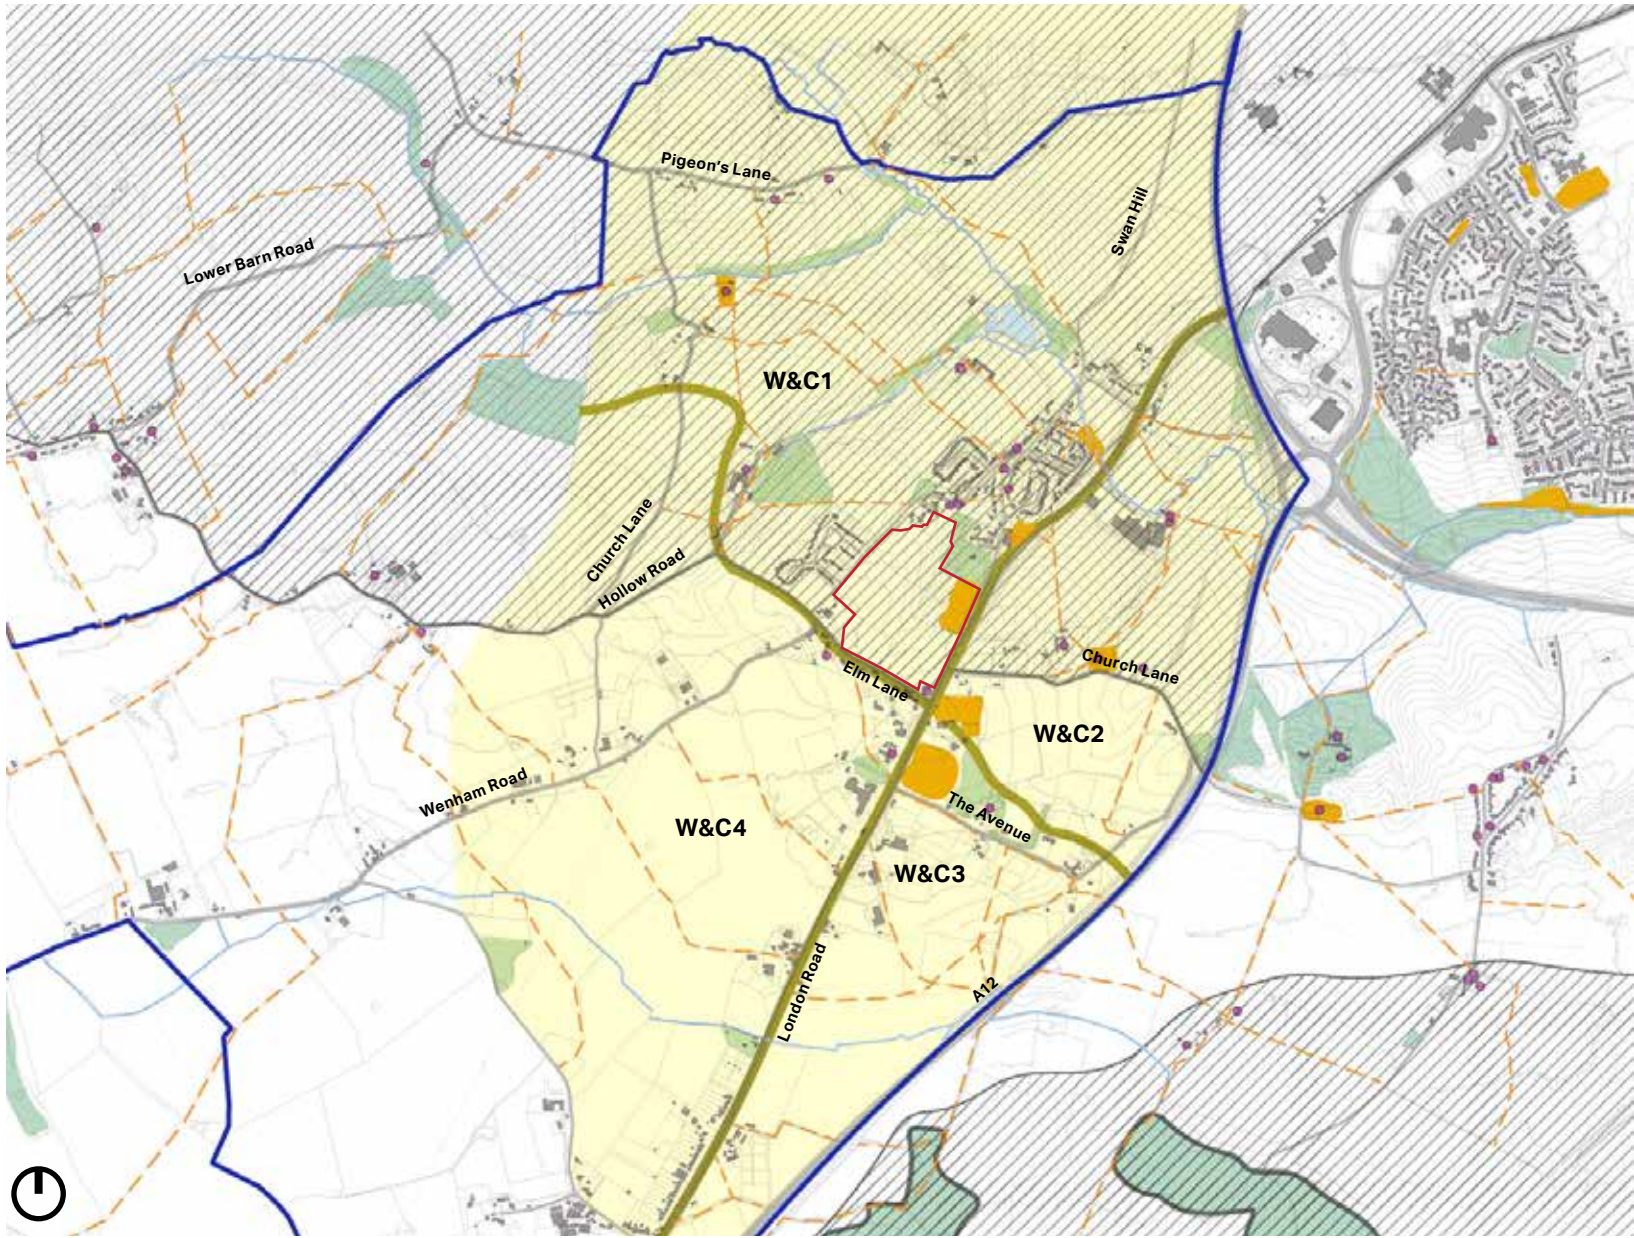 Pigeon's Lane
Swan Hill
Lower Barn Road
W&C1
Church Lane
Hollow Road
Elm Lane
Church Lane
W&C2
Wenham Road
The Avenue
W&C4
W&C3
London Road
A12